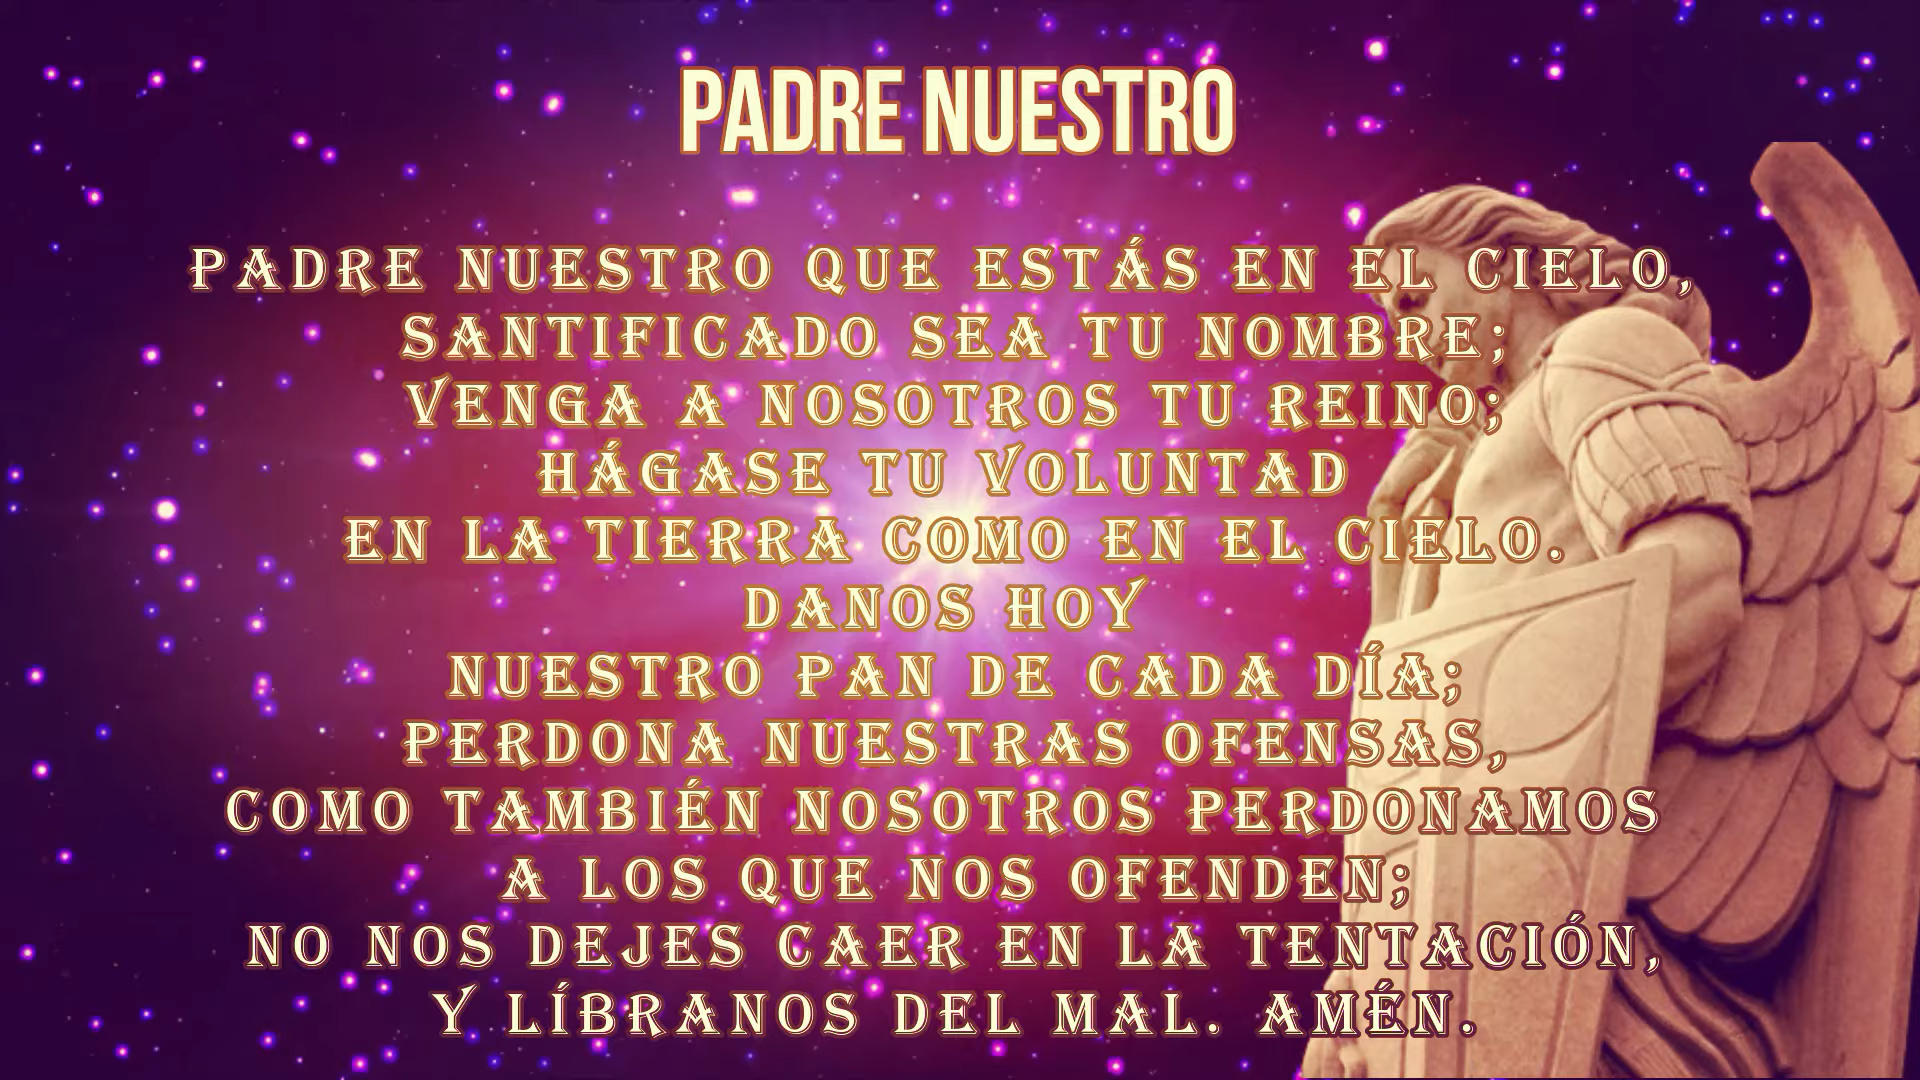 PADRE NUESTRO
PADRE NUESTRO QUE ESTÁS EN EL CIELO,
SANTIFICADO SEA TU NOMBRE;
VENGA A NOSOTROS TU REINO;
HÁGASE TU VOLUNTAD
EN LA TIERRA COMO EN EL CIELO.
DANOS HOY
NUESTRO PAN DE CADA DÍA;
PERDONA NUESTRAS OFENSAS,
COMO TAMBIÉN NOSOTROS PERDONAMOS
A LOS QUE NOS OFENDEN;
NO NOS DEJES CAER EN LA TENTACIÓN,
Y LÍBRANOS DEL MAL. AMÉN.